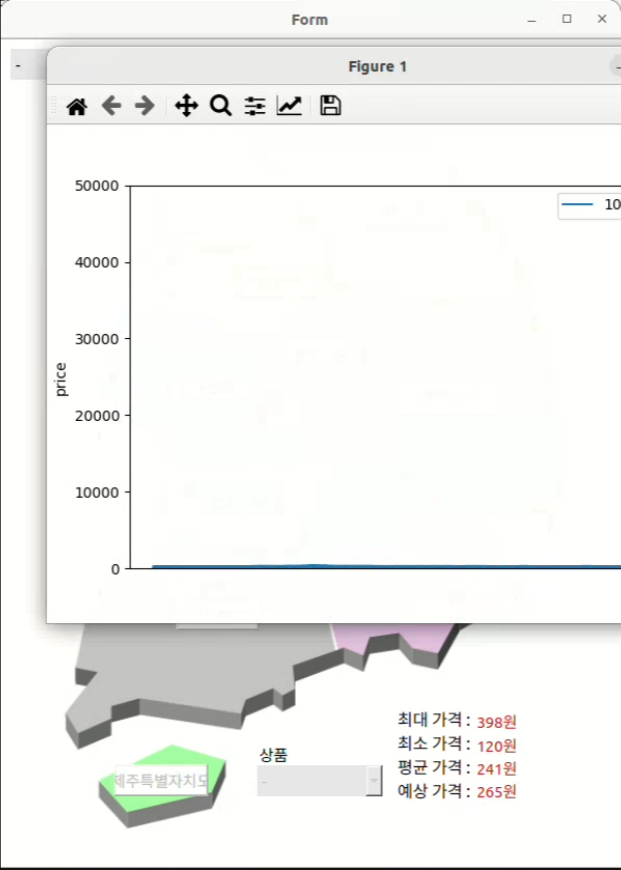 Form
-
Figure 1
50000
40000
30000
20000
10000
0
price
10
최대 가격 : 398원
최소 가격 : 120원
평균 가격 : 241원
예상 가격 : 265원
상품
-
제주특별자치도